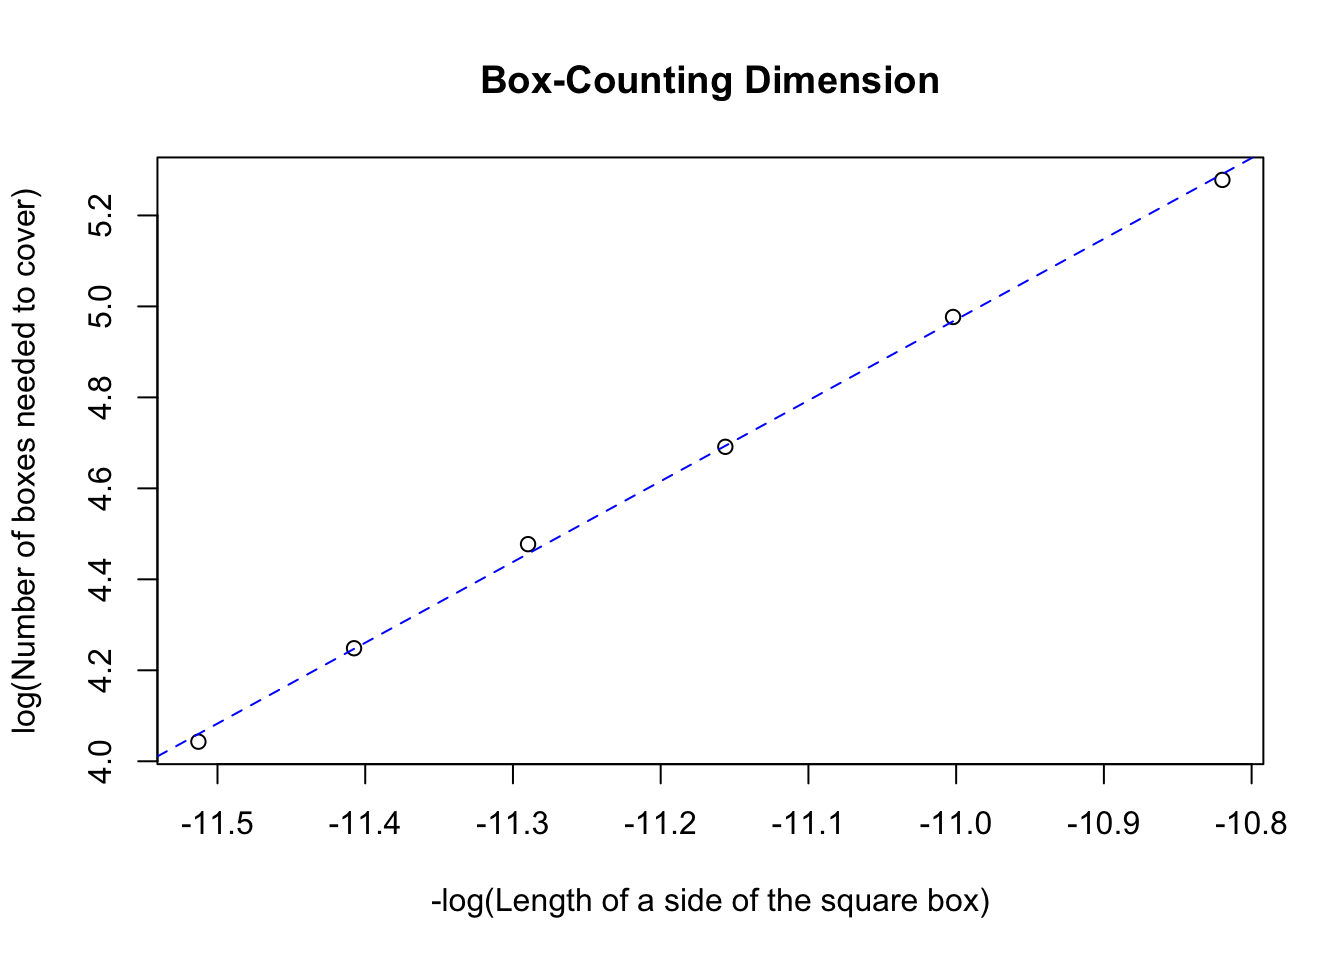 Box-Counting Dimension
log(Number of boxes needed to cover)
5.2
5.0
4.8
4.6
4.4
4.2
4.0
-11.5 -11.4 -11.3 -11.2 -11.1 -11.0 -10.9 -10.8
-log(Length of a side of the square box)